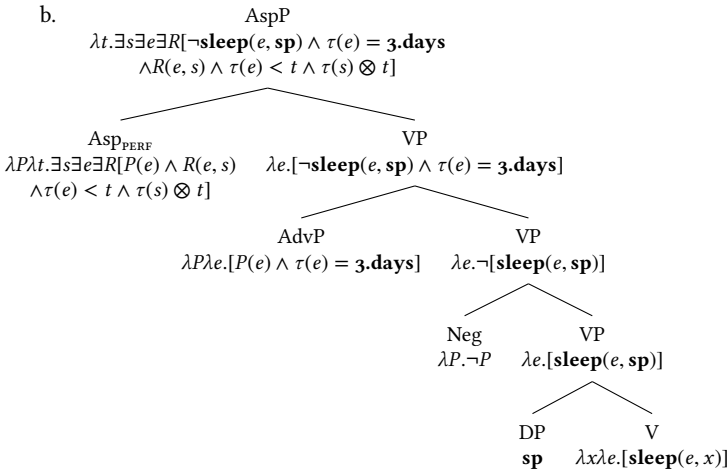 b.
AspP
λt.∃s∃e∃R[¬sleep(e, sp) ∧ τ(e) = 3.days
∧R(e, s) ∧ τ(e) < t ∧ τ(s) ⊗ t]
Asp_PERF VP
λPλt.∃s∃e∃R[P(e) ∧ R(e, s) λe.[¬sleep(e, sp) ∧ τ(e) = 3.days]
∧τ(e) < t ∧ τ(s) ⊗ t]
AdvP VP
λPλe.[P(e) ∧ τ(e) = 3.days] λe.¬[sleep(e, sp)]
Neg VP
λP.¬P λe.[sleep(e, sp)]
DP V
sp λxλe.[sleep(e, x)]